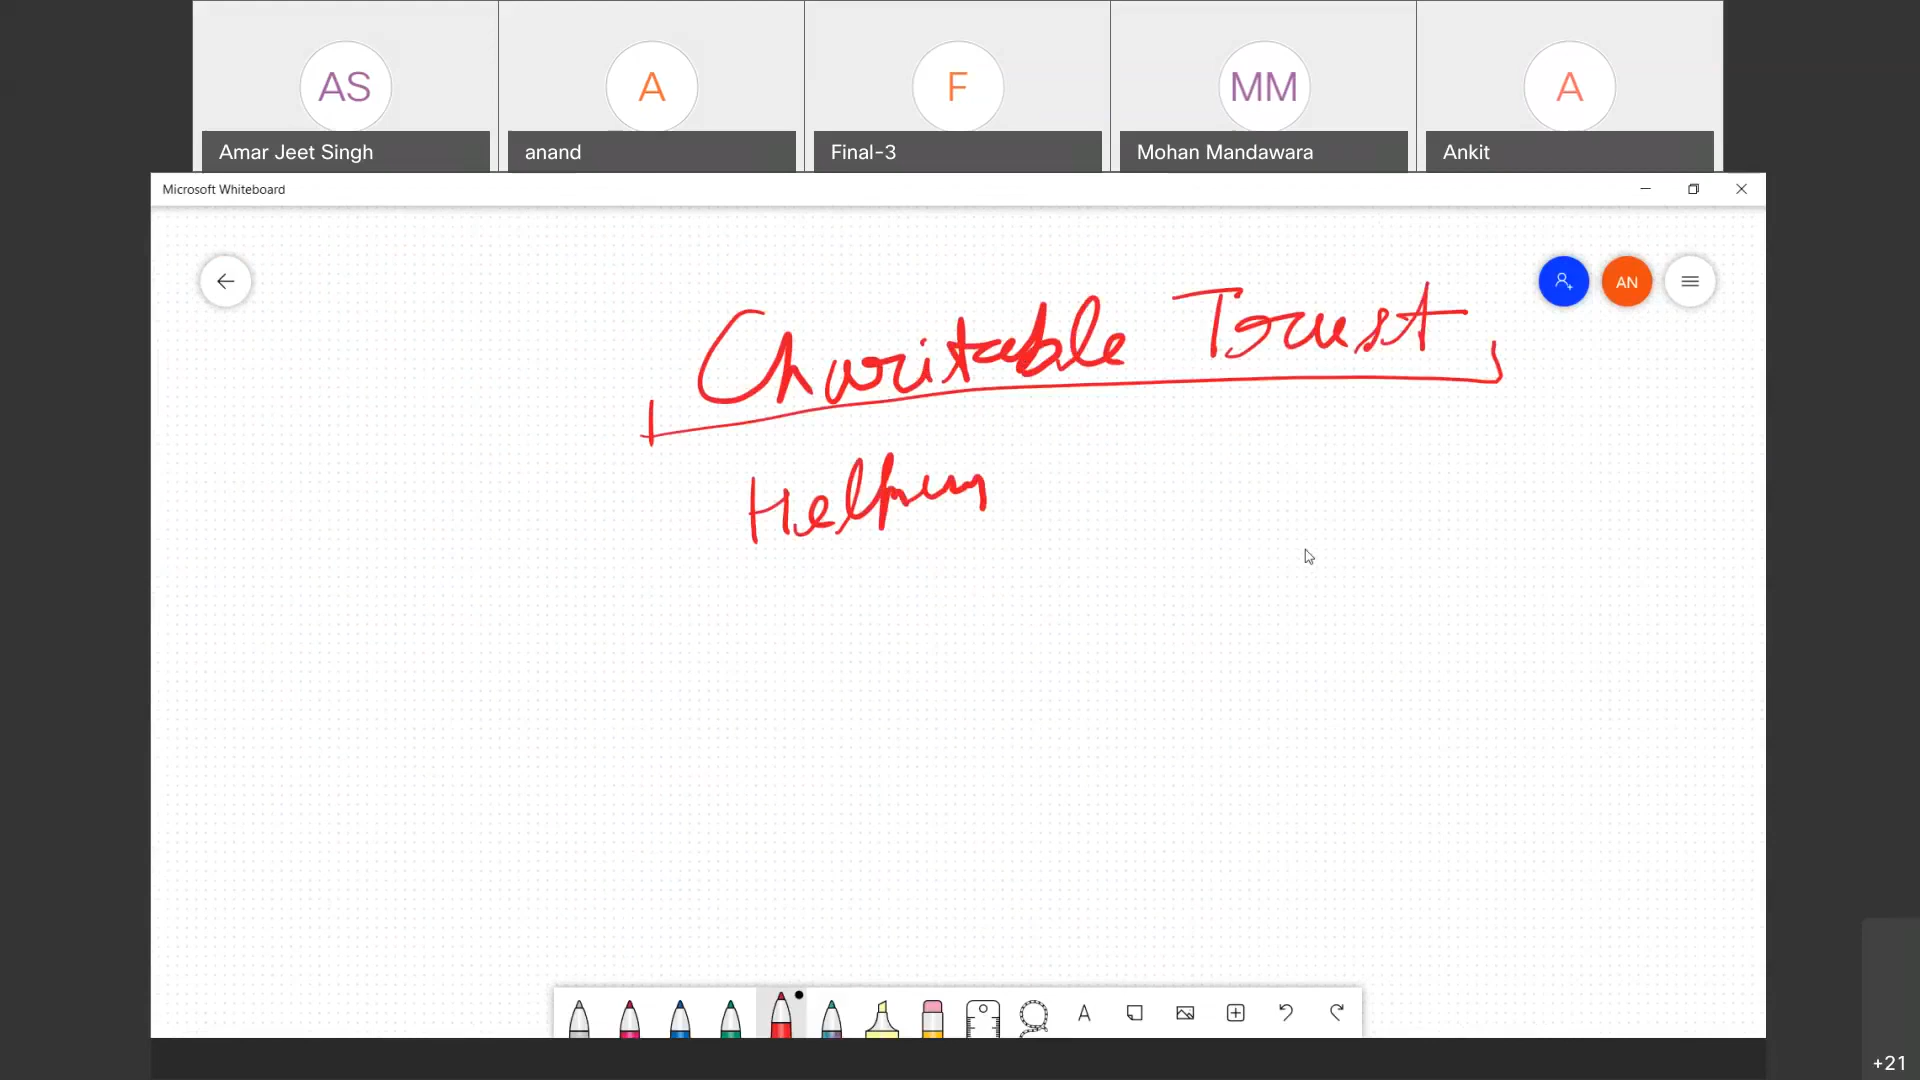 AS A F MM A
Amar Jeet Singh anand Final-3 Mohan Mandawara Ankit
Microsoft Whiteboard
AN
Charitable Trust
Helping
A
+21